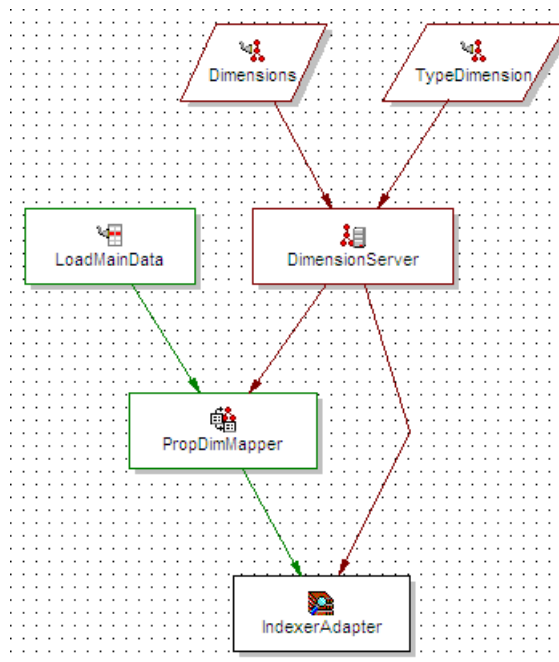 Dimensions
TypeDimension
LoadMainData
DimensionServer
PropDimMapper
IndexerAdapter